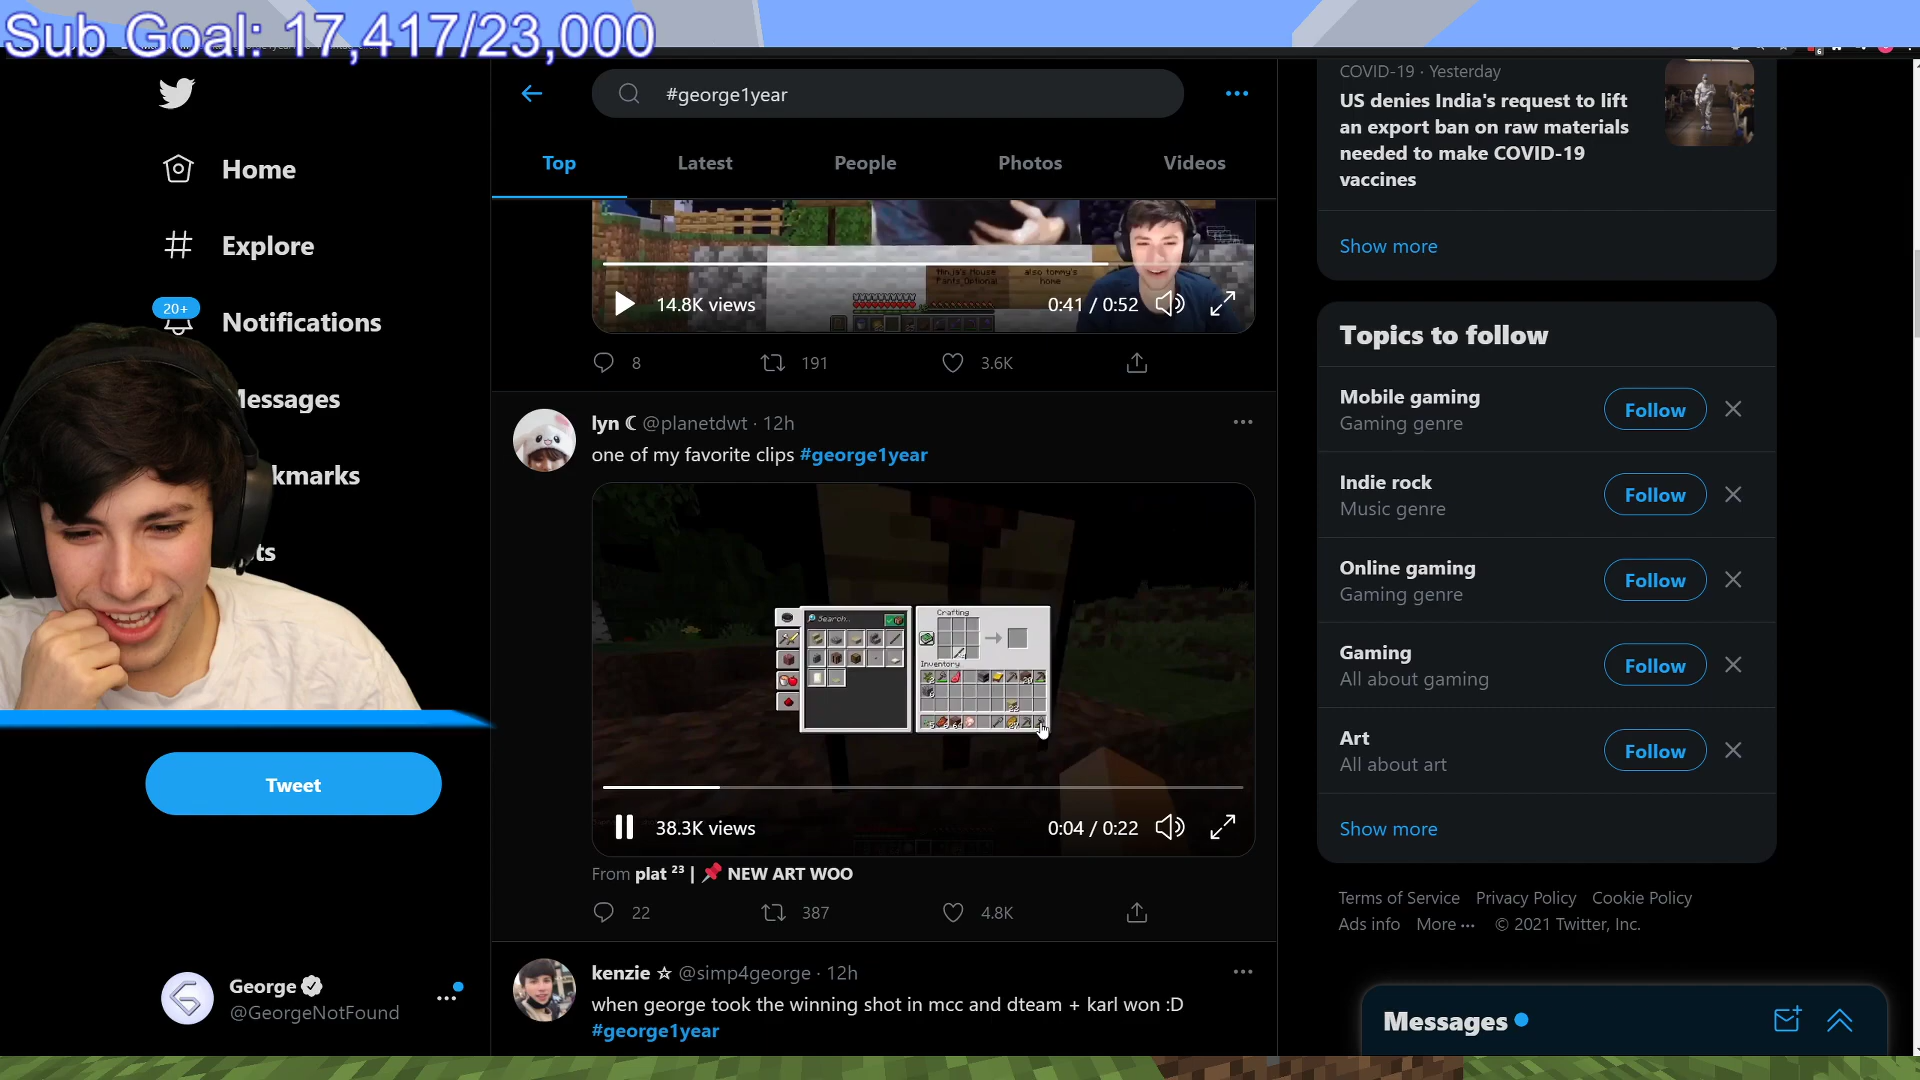 Sub Goal: 17,417/23,000
#george1year
Top
Latest
People
Photos
Videos
Home
Explore
20+
Notifications
Messages
kmarks
ts
Tweet
George
@GeorgeNotFound
also tommy's
home
14.8K views
0:41 / 0:52
8
191
3.6K
lyn ☾ @planetdwt · 12h
one of my favorite clips #george1year
Search...
Crafting
Inventory
38.3K views
0:04 / 0:22
From plat ²³ | 📌 NEW ART WOO
22
387
4.8K
kenzie ☆ @simp4george · 12h
when george took the winning shot in mcc and dteam + karl won :D
#george1year
COVID-19 · Yesterday
US denies India's request to lift
an export ban on raw materials
needed to make COVID-19
vaccines
Show more
Topics to follow
Mobile gaming
Gaming genre
Follow
Indie rock
Music genre
Follow
Online gaming
Gaming genre
Follow
Gaming
All about gaming
Follow
Art
All about art
Follow
Show more
Terms of Service Privacy Policy Cookie Policy
Ads info More ··· © 2021 Twitter, Inc.
Messages